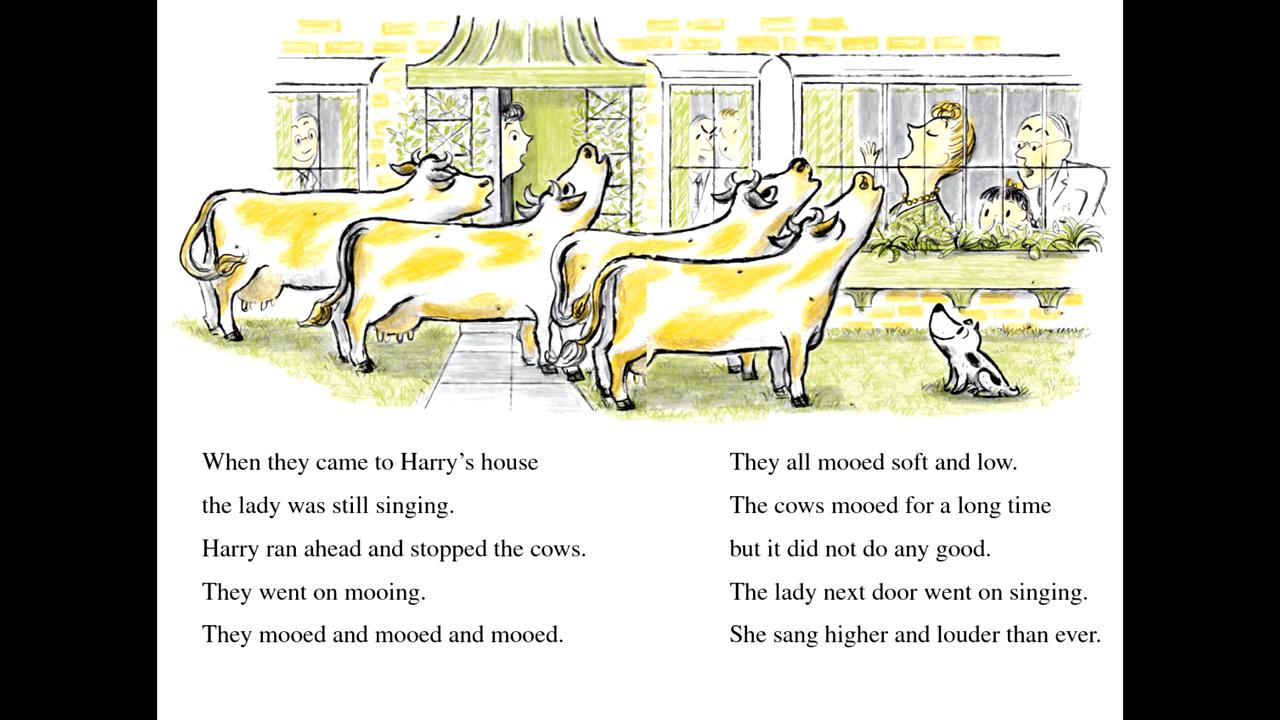 When they came to Harry’s house
the lady was still singing.
Harry ran ahead and stopped the cows.
They went on mooing.
They mooed and mooed and mooed.
They all mooed soft and low.
The cows mooed for a long time
but it did not do any good.
The lady next door went on singing.
She sang higher and louder than ever.